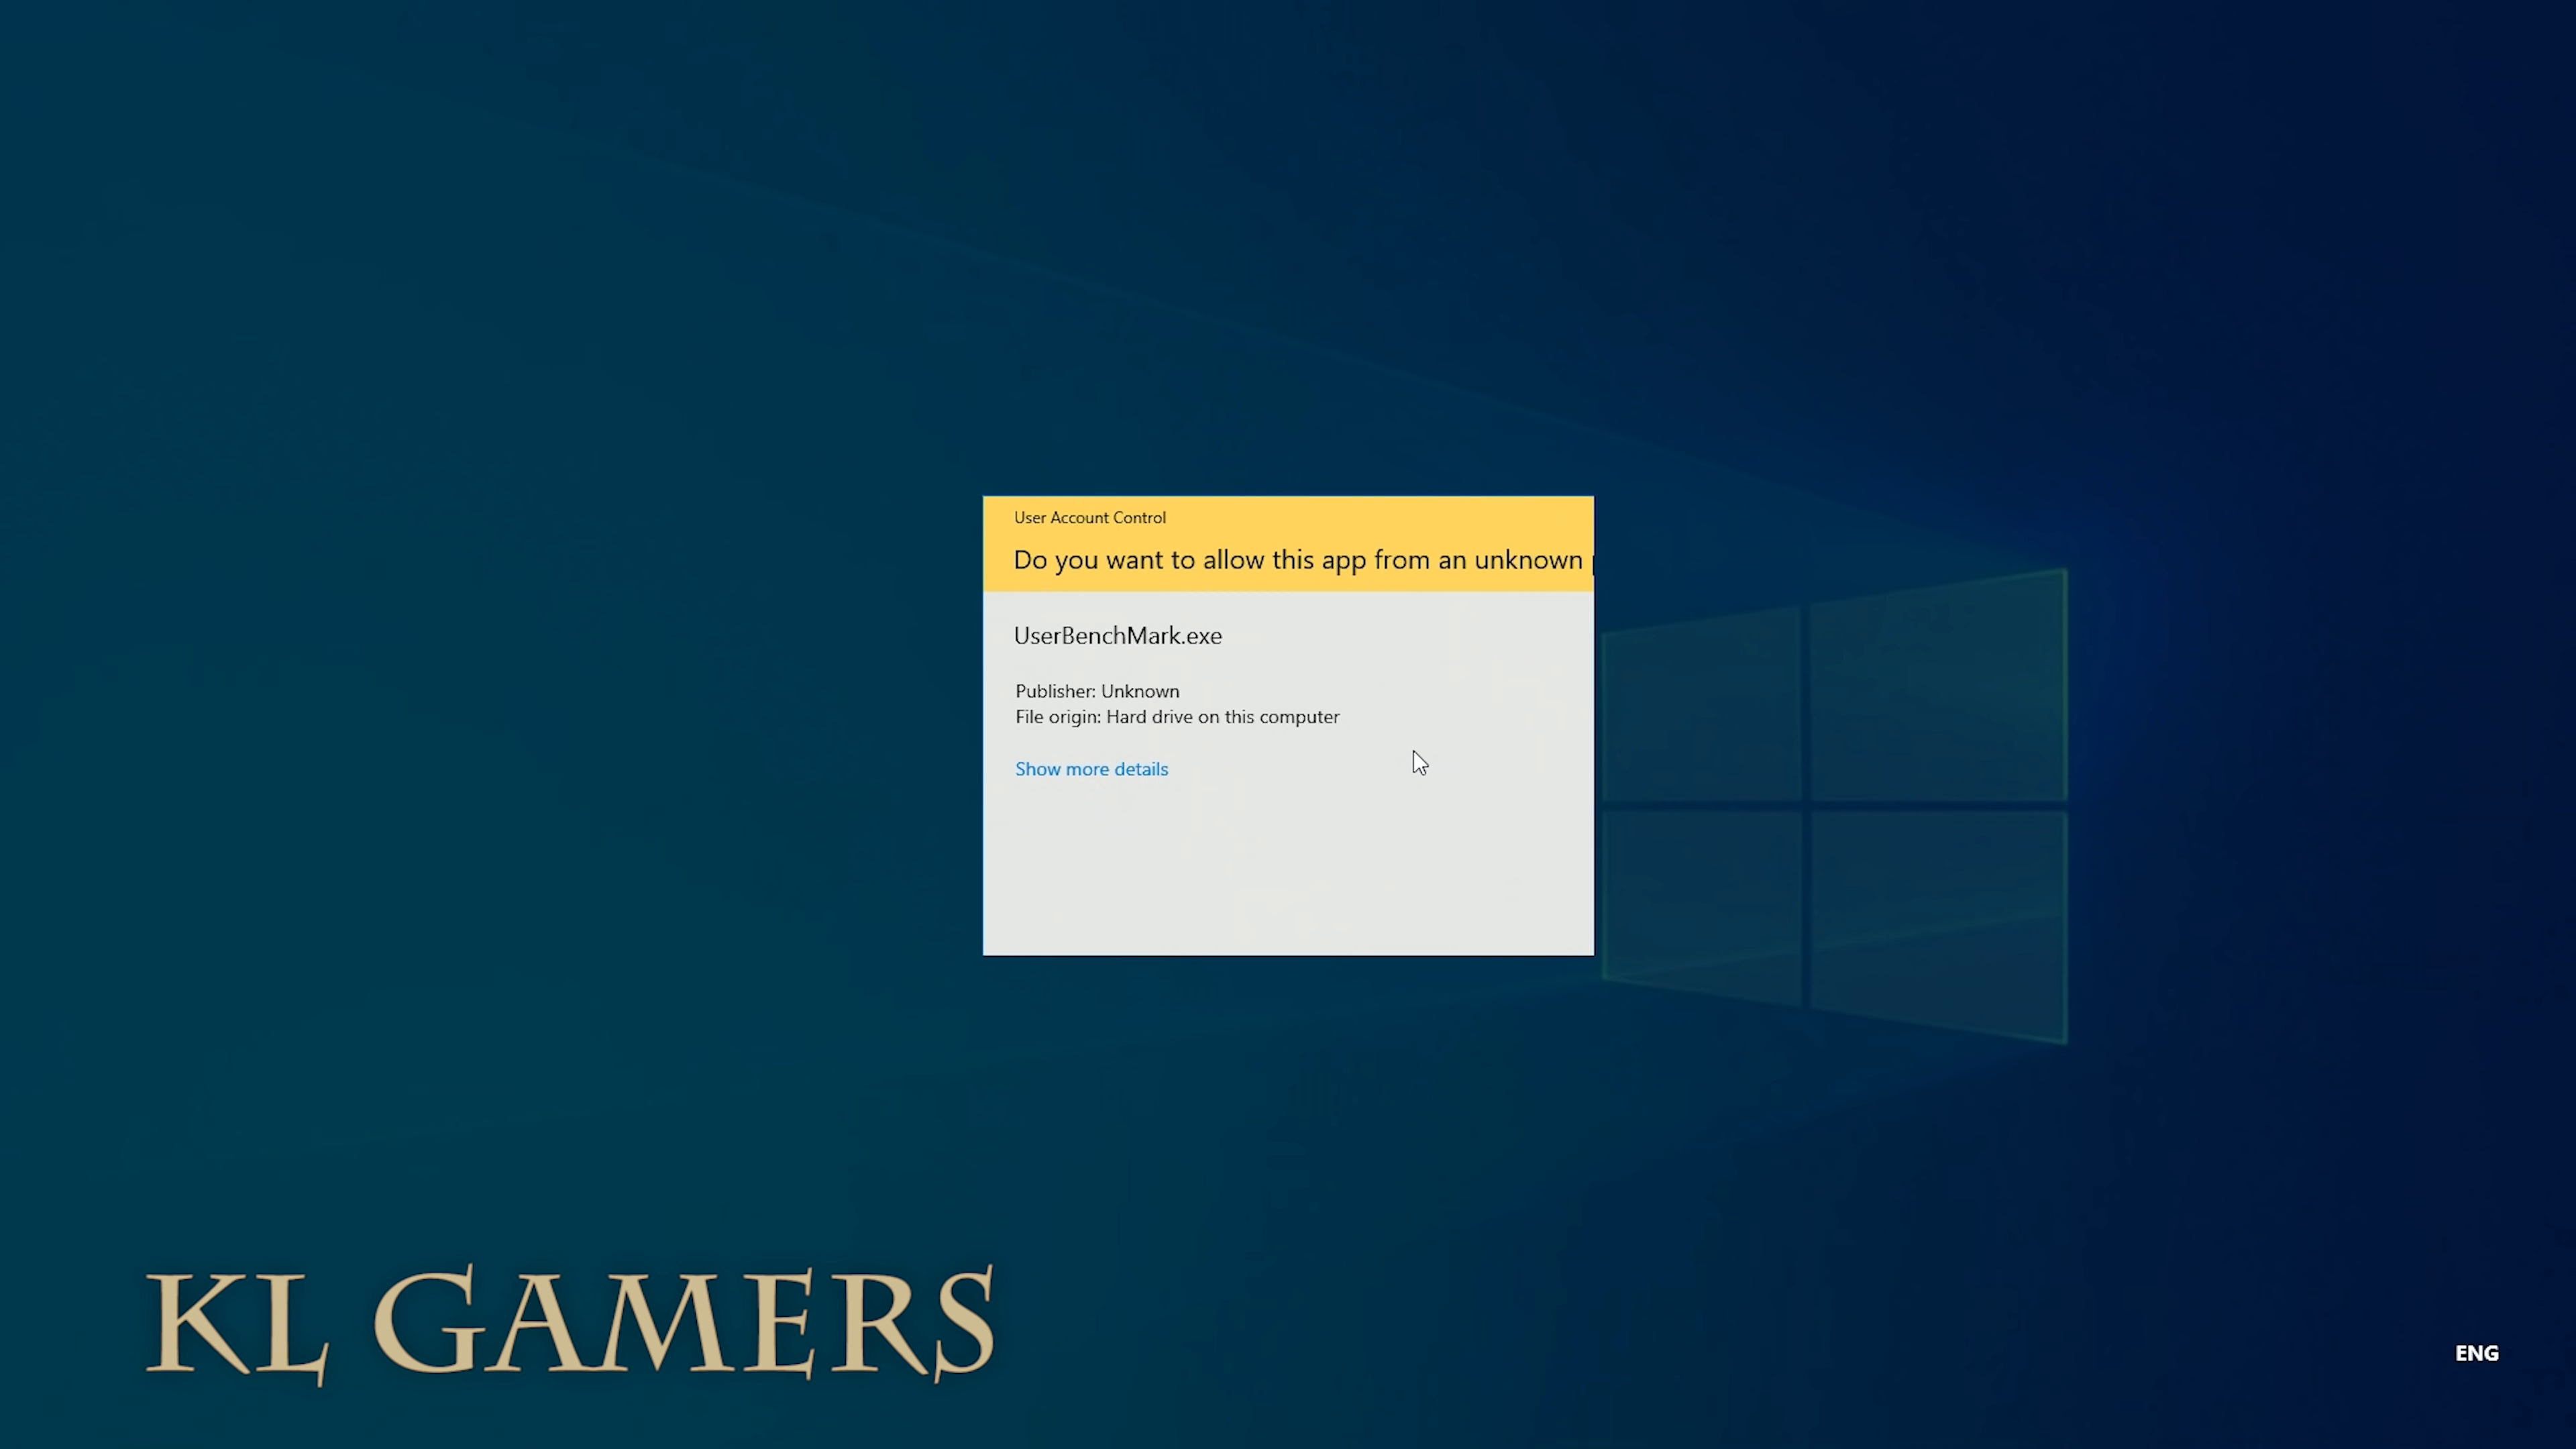 User Account Control
Do you want to allow this app from an unknown
UserBenchMark.exe
Publisher: Unknown
File origin: Hard drive on this computer
Show more details
KL GAMERS
ENG